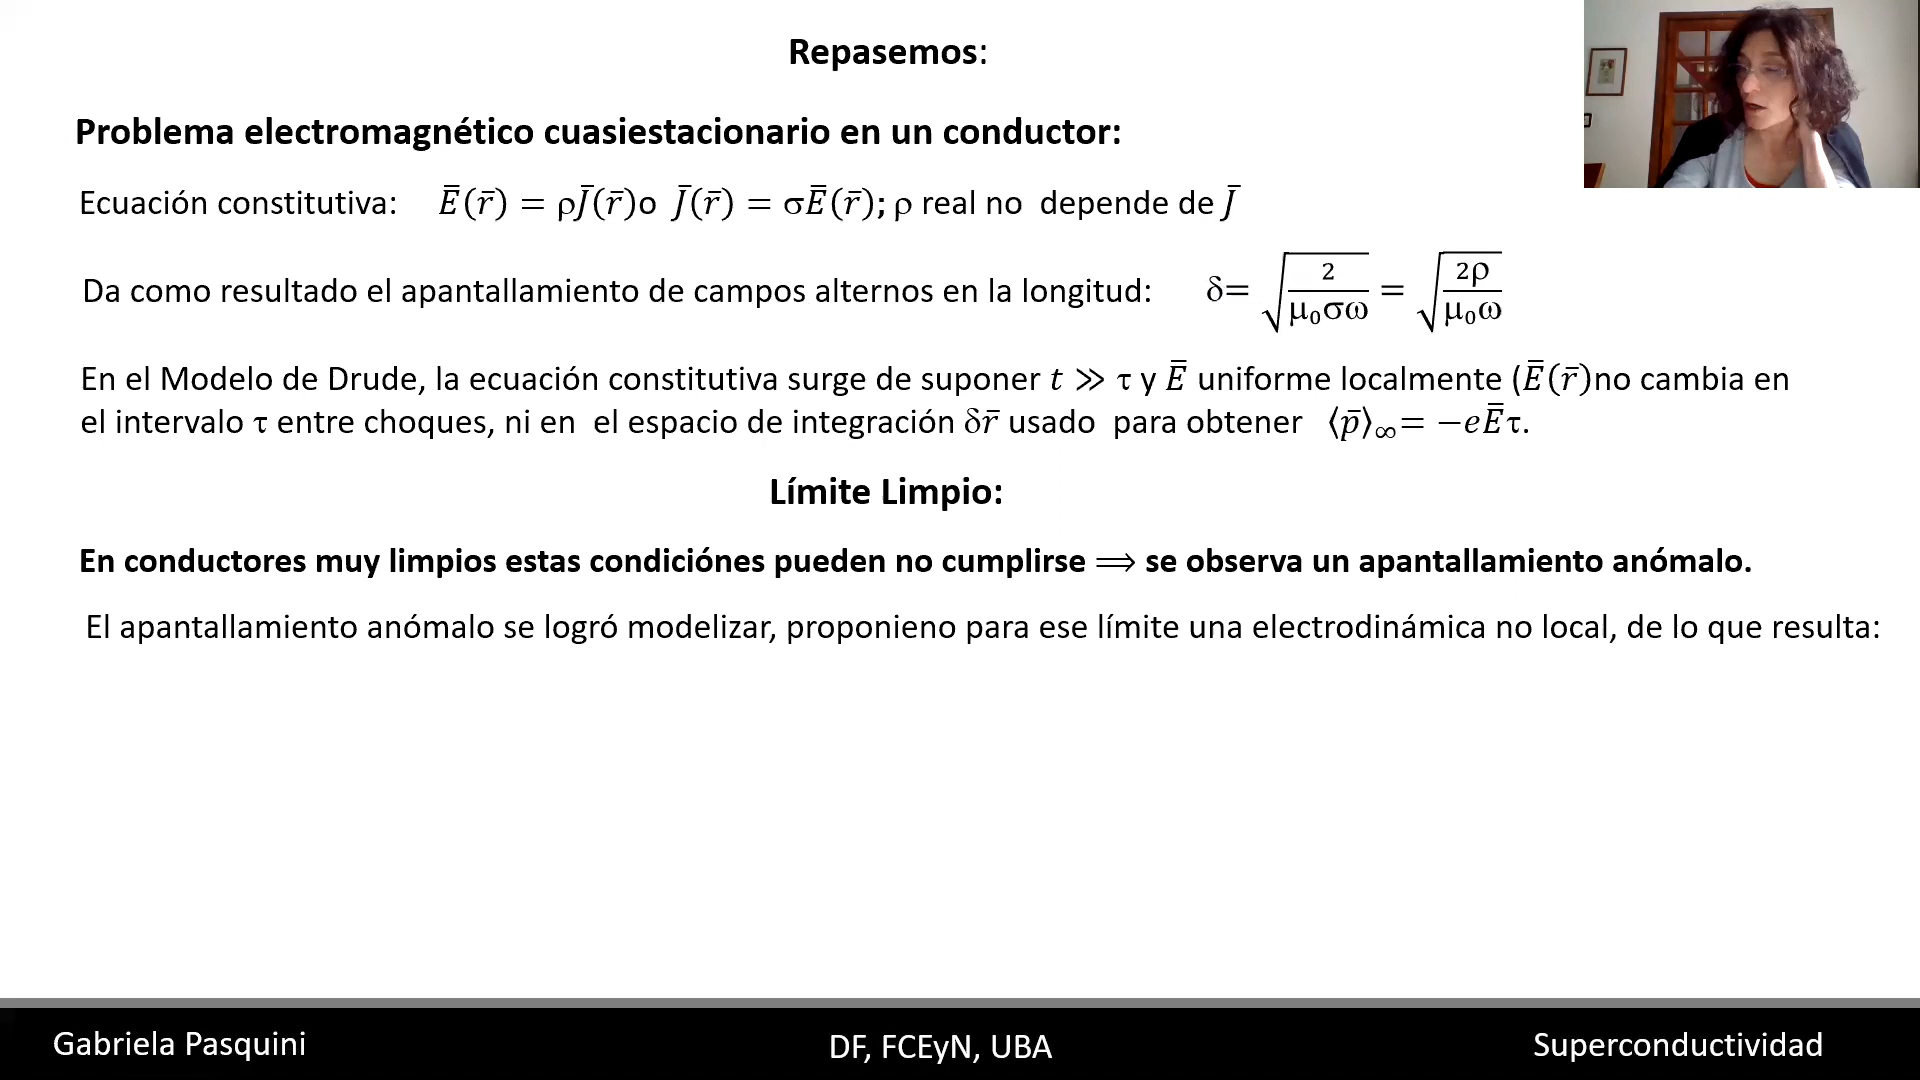 Repasemos:
Problema electromagnético cuasiestacionario en un conductor:
Ecuación constitutiva: E̅(r̅) = ρJ̅(r̅)o J̅(r̅) = σE̅(r̅); ρ real no depende de J̅
Da como resultado el apantallamiento de campos alternos en la longitud: δ= √(2/(μ₀σω)) = √(2ρ/(μ₀ω))
En el Modelo de Drude, la ecuación constitutiva surge de suponer t ≫ τ y E̅ uniforme localmente (E̅(r̅)no cambia en
el intervalo τ entre choques, ni en el espacio de integración δr̅ usado para obtener ⟨p̅⟩∞= −eE̅τ.
Límite Limpio:
En conductores muy limpios estas condiciónes pueden no cumplirse ⟹ se observa un apantallamiento anómalo.
El apantallamiento anómalo se logró modelizar, proponieno para ese límite una electrodinámica no local, de lo que resulta:
Gabriela Pasquini
DF, FCEyN, UBA
Superconductividad